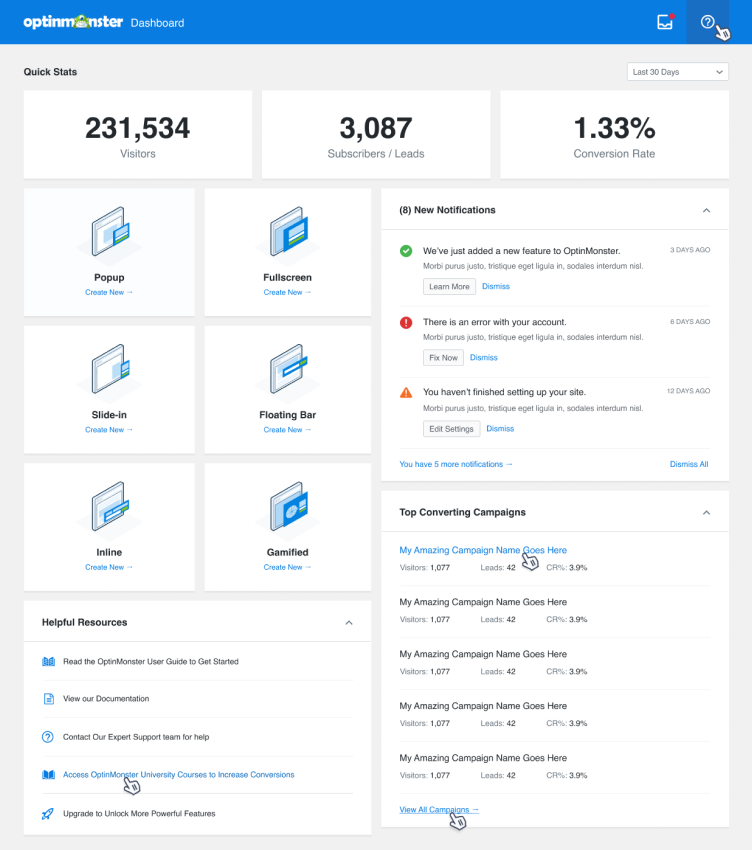 optinmonster Dashboard
Quick Stats
Last 30 Days
231,534
Visitors
3,087
Subscribers / Leads
1.33%
Conversion Rate
Popup
Create New →
Fullscreen
Create New →
Slide-in
Create New →
Floating Bar
Create New →
Inline
Create New →
Gamified
Create New →
Helpful Resources
Read the OptinMonster User Guide to Get Started
View our Documentation
Contact Our Expert Support team for help
Access OptinMonster University Courses to Increase Conversions
Upgrade to Unlock More Powerful Features
(8) New Notifications
We've just added a new feature to OptinMonster. 3 DAYS AGO
Morbi purus justo, tristique eget ligula in, sodales interdum nisl.
Learn More Dismiss
There is an error with your account. 6 DAYS AGO
Morbi purus justo, tristique eget ligula in, sodales interdum nisl.
Fix Now Dismiss
You haven't finished setting up your site. 12 DAYS AGO
Morbi purus justo, tristique eget ligula in, sodales interdum nisl.
Edit Settings Dismiss
You have 5 more notifications → Dismiss All
Top Converting Campaigns
My Amazing Campaign Name Goes Here
Visitors: 1,077 Leads: 42 CR%: 3.9%
My Amazing Campaign Name Goes Here
Visitors: 1,077 Leads: 42 CR%: 3.9%
My Amazing Campaign Name Goes Here
Visitors: 1,077 Leads: 42 CR%: 3.9%
My Amazing Campaign Name Goes Here
Visitors: 1,077 Leads: 42 CR%: 3.9%
My Amazing Campaign Name Goes Here
Visitors: 1,077 Leads: 42 CR%: 3.9%
View All Campaigns →